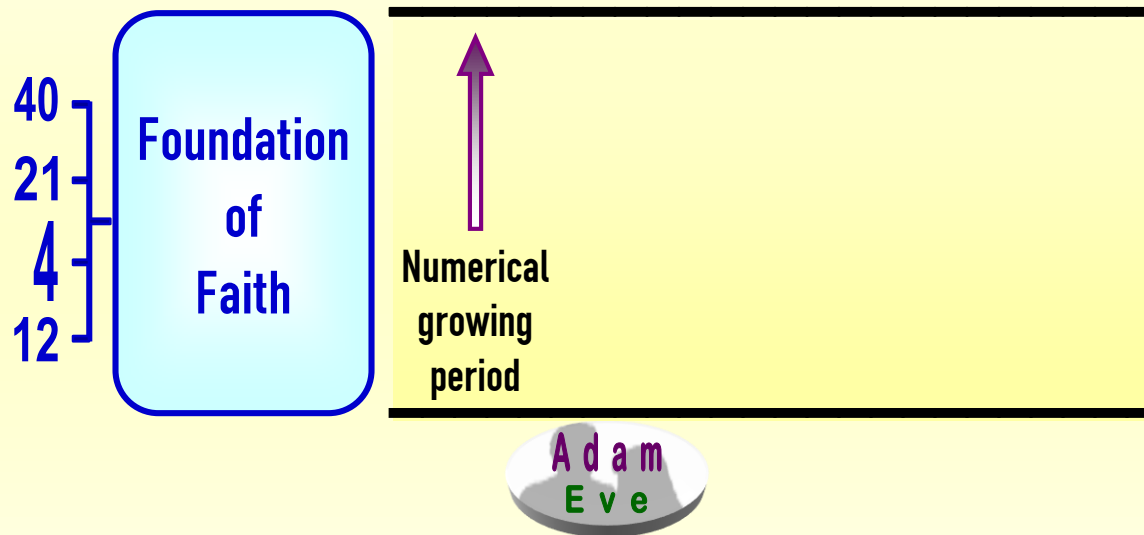 40
21
4
12
Foundation
of
Faith
Numerical
growing
period
Adam
Eve